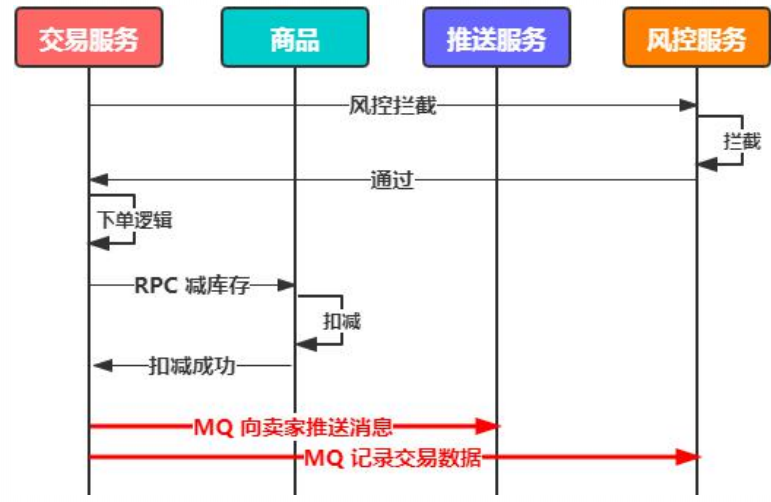 交易服务
商品
推送服务
风控服务
风控拦截
拦截
通过
下单逻辑
RPC 减库存
扣减
扣减成功
MQ 向卖家推送消息
MQ 记录交易数据